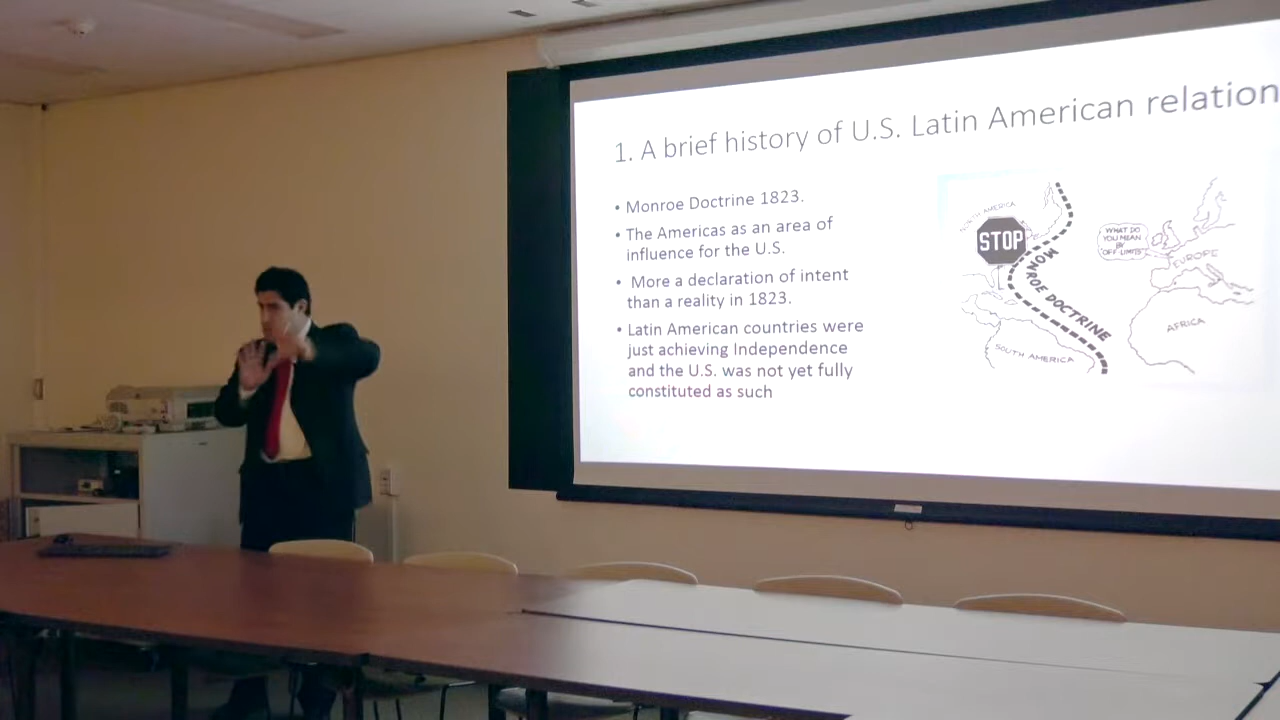 1. A brief history of U.S. Latin American relation
• Monroe Doctrine 1823.
• The Americas as an area of
influence for the U.S.
• More a declaration of intent
than a reality in 1823.
• Latin American countries were
just achieving Independence
and the U.S. was not yet fully
constituted as such
NORTH AMERICA
STOP
MONROE DOCTRINE
SOUTH AMERICA
WHAT DO
YOU MEAN
BY
'OFF LIMITS'
EUROPE
AFRICA